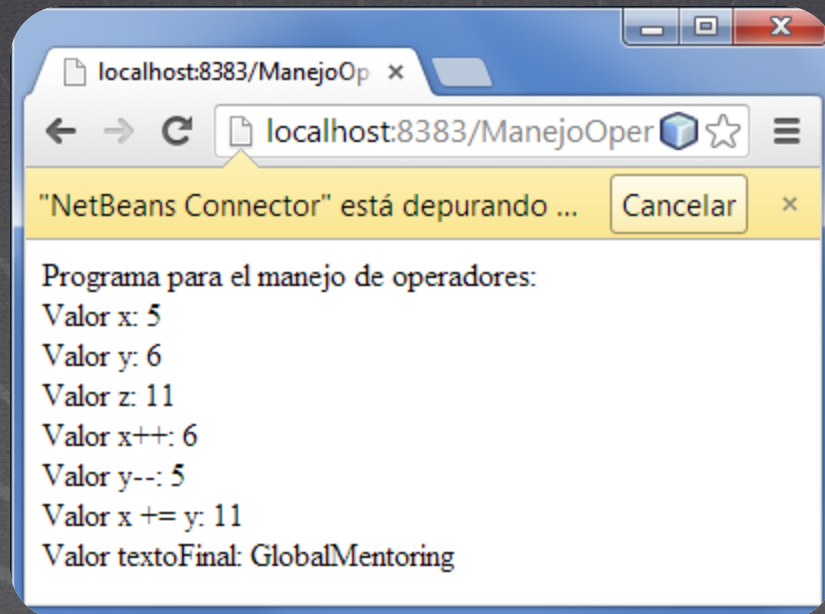 localhost:8383/ManejoOp
localhost:8383/ManejoOper
"NetBeans Connector" está depurando ... Cancelar
Programa para el manejo de operadores:
Valor x: 5
Valor y: 6
Valor z: 11
Valor x++: 6
Valor y--: 5
Valor x += y: 11
Valor textoFinal: GlobalMentoring